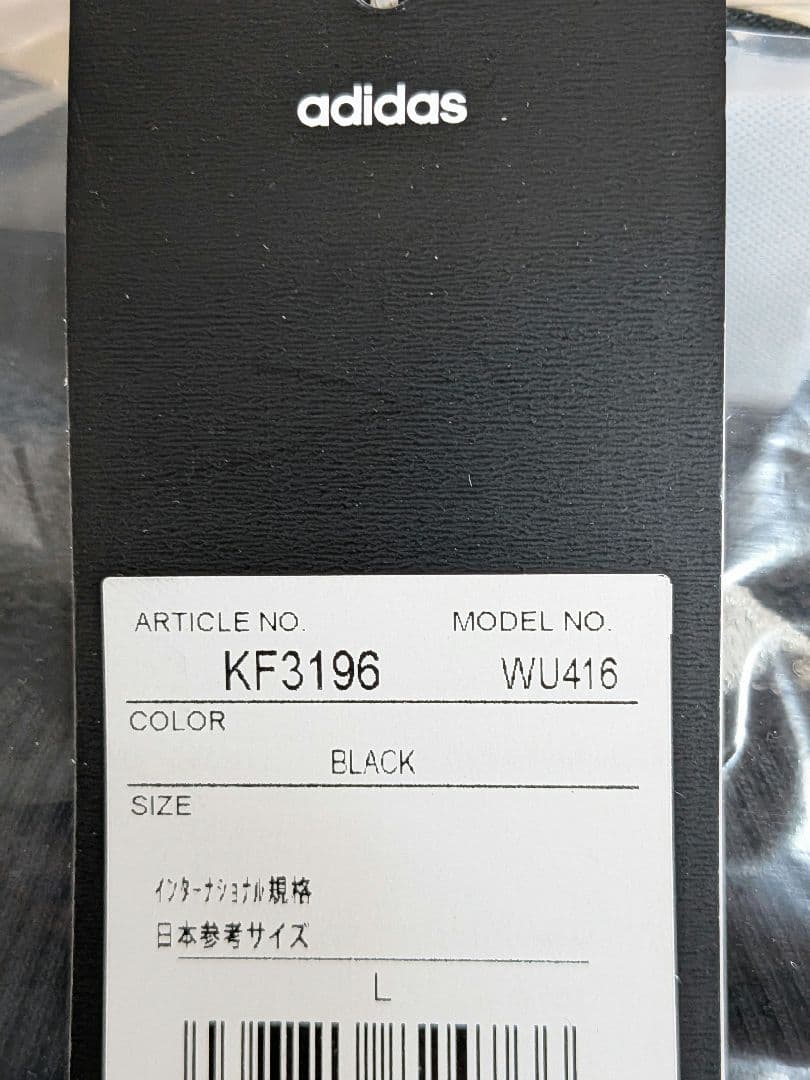 adidas
ARTICLE NO. MODEL NO.
KF3196 WU416
COLOR
BLACK
SIZE
インターナショナル規格
日本参考サイズ
L